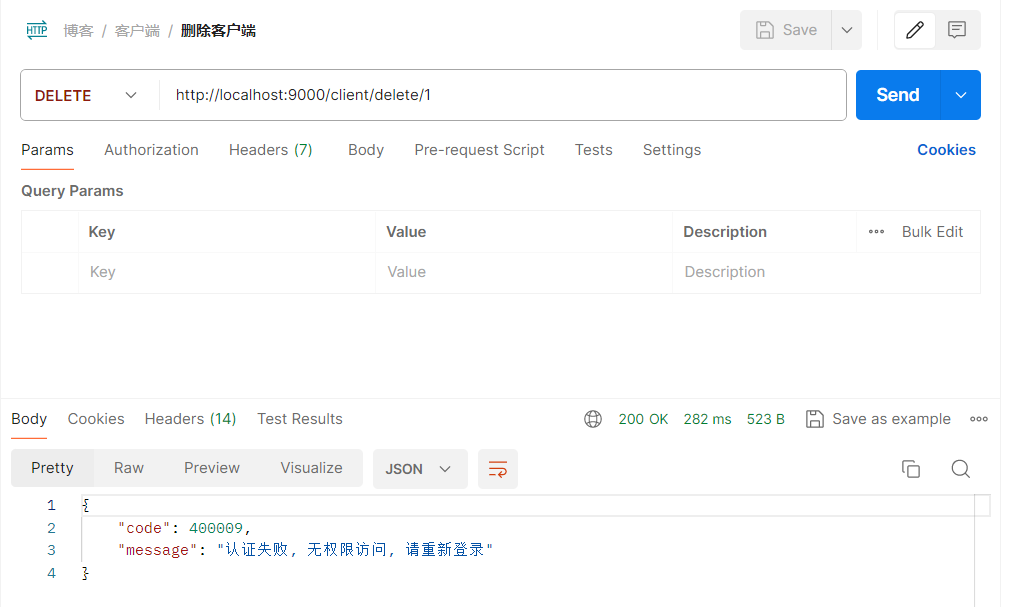 HTTP 博客 / 客户端 / 删除客户端 Save
DELETE http://localhost:9000/client/delete/1 Send
Params Authorization Headers (7) Body Pre-request Script Tests Settings Cookies
Query Params
Key Value Description ••• Bulk Edit
Key Value Description
Body Cookies Headers (14) Test Results 200 OK 282 ms 523 B Save as example
Pretty Raw Preview Visualize JSON
1 {
2 "code": 400009,
3 "message": "认证失败, 无权限访问, 请重新登录"
4 }